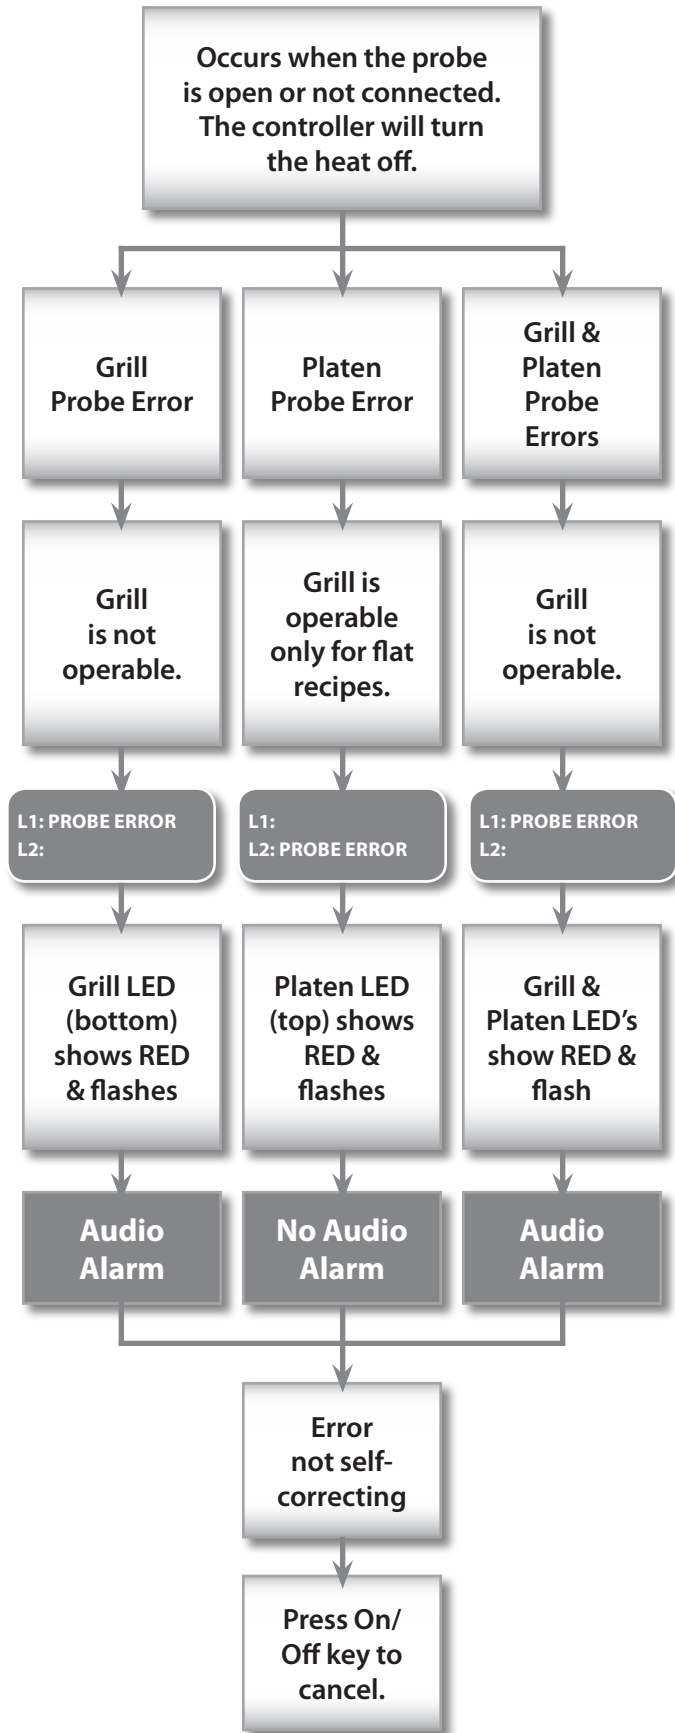 Occurs when the probe
is open or not connected.
The controller will turn
the heat off.
Grill
Probe Error
Platen
Probe Error
Grill &
Platen
Probe
Errors
Grill
is not
operable.
Grill is
operable
only for flat
recipes.
Grill
is not
operable.
L1: PROBE ERROR
L2:
L1:
L2: PROBE ERROR
L1: PROBE ERROR
L2:
Grill LED
(bottom)
shows RED
& flashes
Platen LED
(top) shows
RED &
flashes
Grill &
Platen LED's
show RED &
flash
Audio
Alarm
No Audio
Alarm
Audio
Alarm
Error
not self-
correcting
Press On/
Off key to
cancel.